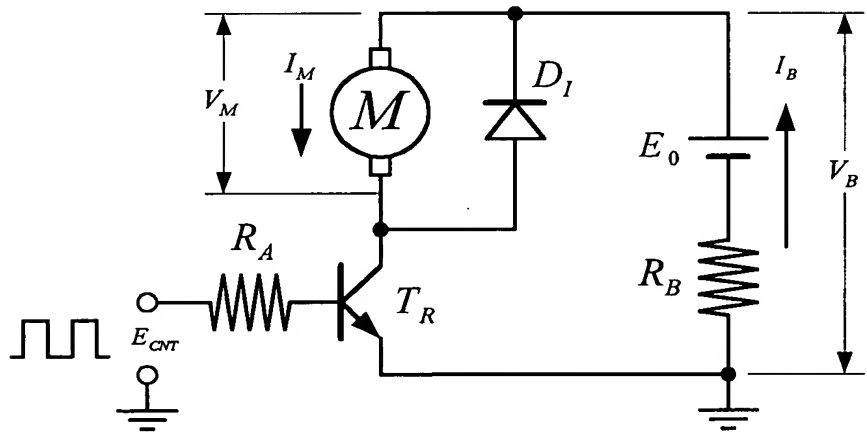 I_M
V_M
M
D_I
I_B
E_0
V_B
R_A
R_B
T_R
E_CNT